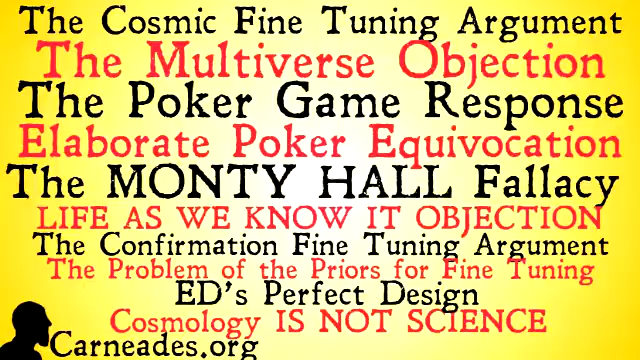 The Cosmic Fine Tuning Argument
The Multiverse Objection
The Poker Game Response
Elaborate Poker Equivocation
The MONTY HALL Fallacy
LIFE AS WE KNOW IT OBJECTION
The Confirmation Fine Tuning Argument
The Problem of the Priors for Fine Tuning
ED's Perfect Design
Cosmology IS NOT SCIENCE
Carneades.org